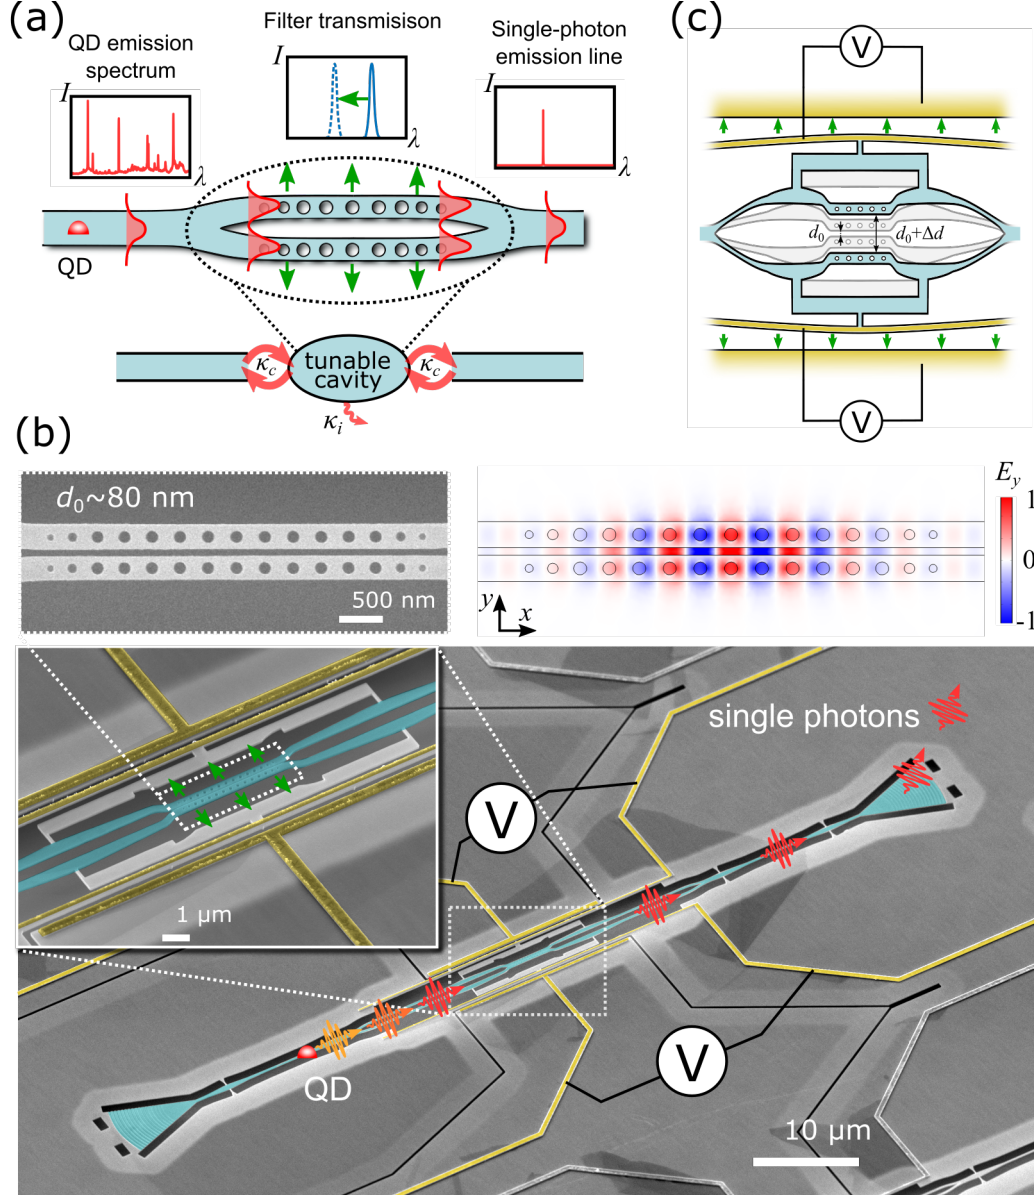 (a)
QD emission
spectrum
I
λ
Filter transmisison
I
λ
Single-photon
emission line
I
λ
QD
κc
tunable
cavity
κc
κi
(c)
V
d0
d0+Δd
V
(b)
d0~80 nm
500 nm
y
x
Ey
1
0
-1
1 μm
single photons
V
V
QD
10 μm